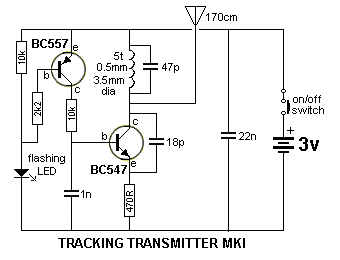 170cm
BC557
e
b
c
10k
5t
0.5mm
3.5mm
dia
47p
2k2
10k
on/off
switch
+
3v
c
b
e
BC547
18p
22n
flashing
LED
1n
470R
TRACKING TRANSMITTER MKI